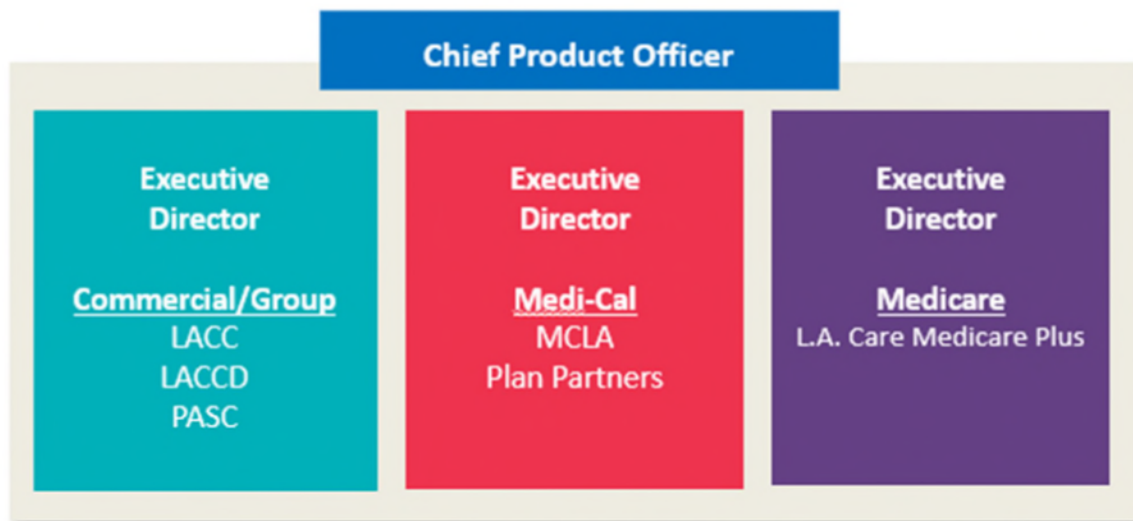 Chief Product Officer
Executive
Director
Commercial/Group
LACC
LACCD
PASC
Executive
Director
Medi-Cal
MCLA
Plan Partners
Executive
Director
Medicare
L.A. Care Medicare Plus